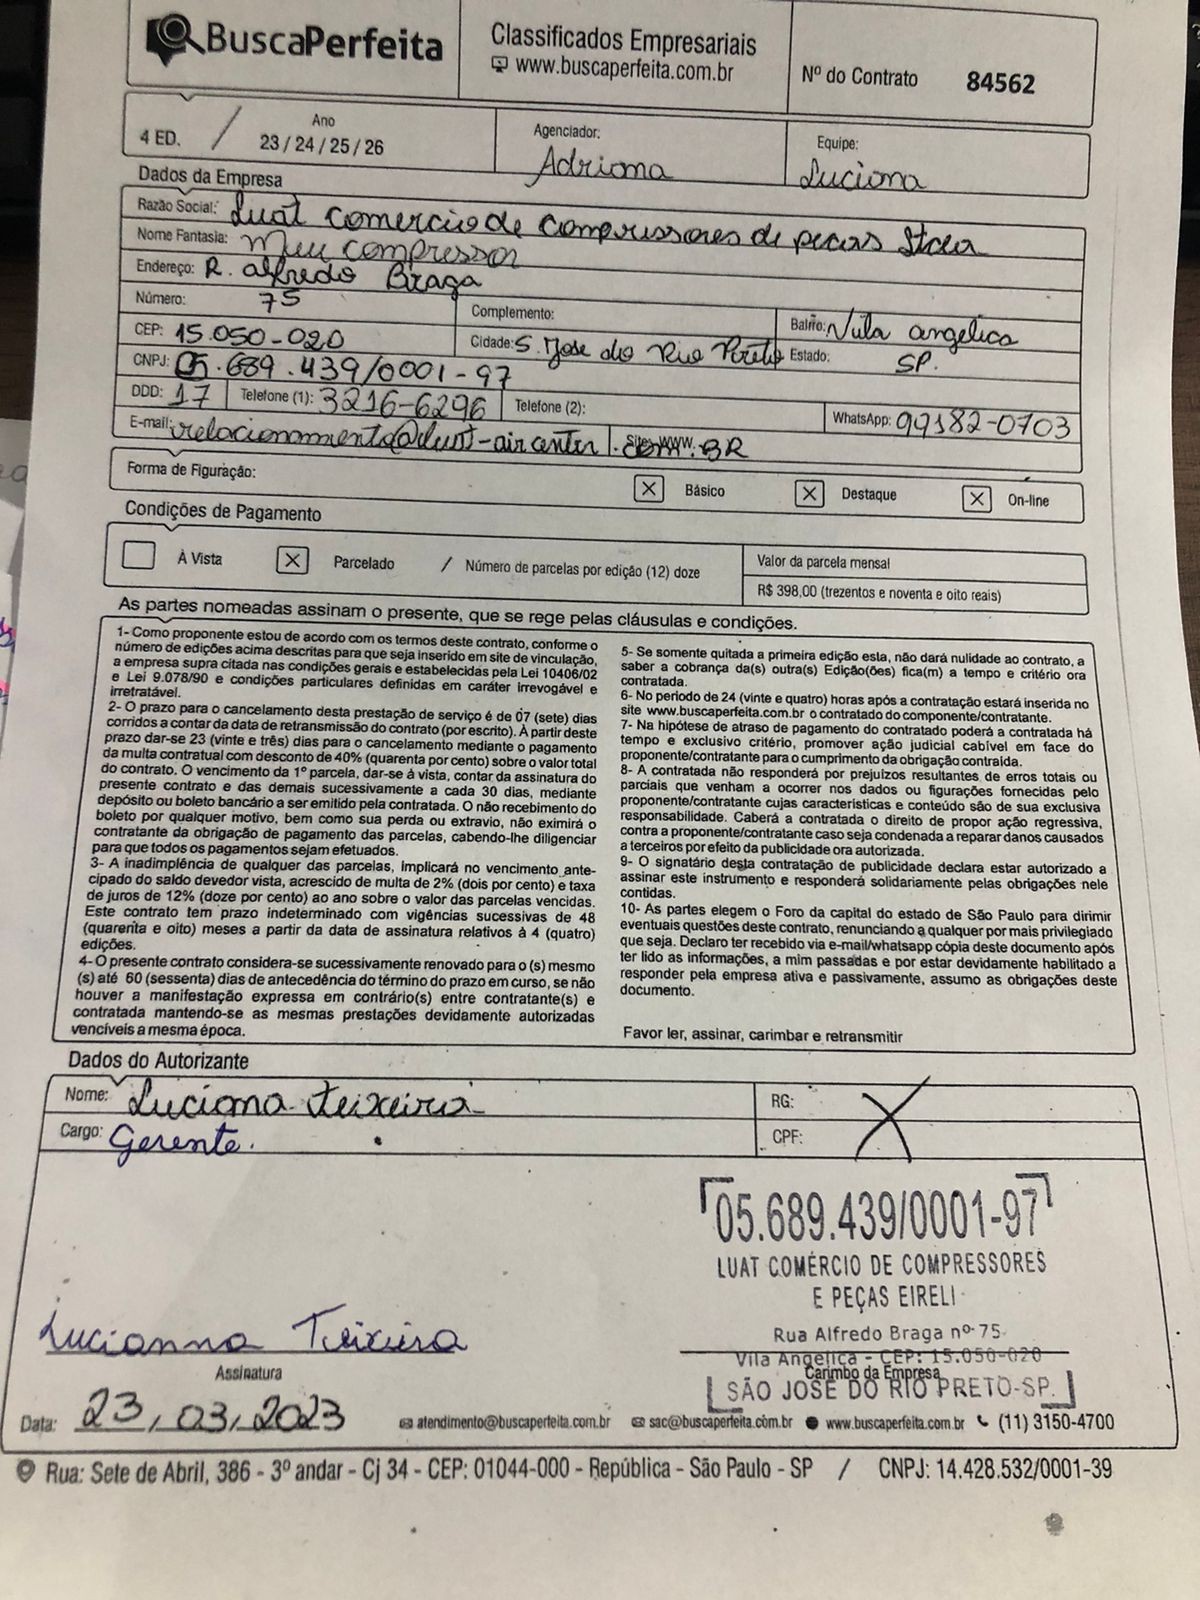 BuscaPerfeita
Classificados Empresariais
www.buscaperfeita.com.br
Nº do Contrato 84562
4 ED. / Ano
23 / 24 / 25 / 26
Agenciador:
Adriana
Equipe:
Luciana
Dados da Empresa
Razão Social: Luat Comercio de Compressores de pecas Ltda
Nome Fantasia: Meu compressor
Endereço: R. alfredo Braga
Número: 75
Complemento:
Bairro: Vila angelica
CEP: 15.050-020
Cidade: S. Jose do Rio Preto
Estado: SP.
CNPJ: 05.689.439/0001-97
DDD: 17
Telefone (1): 3216-6296
Telefone (2):
WhatsApp: 99182-0703
E-mail: relacionamento@luat-aircenter.com.BR
Forma de Figuração:
Básico
Destaque
On-line
Condições de Pagamento
À Vista
Parcelado
/ Número de parcelas por edição (12) doze
Valor da parcela mensal
R$ 398,00 (trezentos e noventa e oito reais)
As partes nomeadas assinam o presente, que se rege pelas cláusulas e condições.
1- Como proponente estou de acordo com os termos deste contrato, conforme o
número de edições acima descritas para que seja inserido em site de vinculação,
a empresa supra citada nas condições gerais e estabelecidas pela Lei 10406/02
e Lei 9.078/90 e condições particulares definidas em caráter irrevogável e
irretratável.
2- O prazo para o cancelamento desta prestação de serviço é de 07 (sete) dias
corridos a contar da data de retransmissão do contrato (por escrito). À partir deste
prazo dar-se 23 (vinte e três) dias para o cancelamento mediante o pagamento
da multa contratual com desconto de 40% (quarenta por cento) sobre o valor total
do contrato. O vencimento da 1º parcela, dar-se à vista, contar da assinatura do
presente contrato e das demais sucessivamente a cada 30 dias, mediante
depósito ou boleto bancário a ser emitido pela contratada. O não recebimento do
boleto por qualquer motivo, bem como sua perda ou extravio, não eximirá o
contratante da obrigação de pagamento das parcelas, cabendo-lhe diligenciar
para que todos os pagamentos sejam efetuados.
3- A inadimplência de qualquer das parcelas, implicará no vencimento ante-
cipado do saldo devedor vista, acrescido de multa de 2% (dois por cento) e taxa
de juros de 12% (doze por cento) ao ano sobre o valor das parcelas vencidas.
Este contrato tem prazo indeterminado com vigências sucessivas de 48
(quarenta e oito) meses a partir da data de assinatura relativos à 4 (quatro)
edições.
4- O presente contrato considera-se sucessivamente renovado para o (s) mesmo
(s) até 60 (sessenta) dias de antecedência do término do prazo em curso, se não
houver a manifestação expressa em contrário(s) entre contratante(s) e
contratada mantendo-se as mesmas prestações devidamente autorizadas
vencíveis a mesma época.
5- Se somente quitada a primeira edição esta, não dará nulidade ao contrato, a
saber a cobrança da(s) outra(s) Edição(ões) fica(m) a tempo e critério ora
contratada.
6- No periodo de 24 (vinte e quatro) horas após a contratação estará inserida no
site www.buscaperfeita.com.br o contratado do componente/contratante.
7- Na hipótese de atraso de pagamento do contratado poderá a contratada há
tempo e exclusivo critério, promover ação judicial cabível em face do
proponente/contratante para o cumprimento da obrigação contraida.
8- A contratada não responderá por prejuizos resultantes de erros totais ou
parciais que venham a ocorrer nos dados ou figurações fornecidas pelo
proponente/contratante cujas características e conteúdo são de sua exclusiva
responsabilidade. Caberá a contratada o direito de propor ação regressiva,
contra a proponente/contratante caso seja condenada a reparar danos causados
a terceiros por efeito da publicidade ora autorizada.
9- O signatário desta contratação de publicidade declara estar autorizado a
assinar este instrumento e responderá solidariamente pelas obrigações nele
contidas.
10- As partes elegem o Foro da capital do estado de São Paulo para dirimir
eventuais questões deste contrato, renunciando a qualquer por mais privilegiado
que seja. Declaro ter recebido via e-mail/whatsapp cópia deste documento após
ter lido as informações, a mim passadas e por estar devidamente habilitado a
responder pela empresa ativa e passivamente, assumo as obrigações deste
documento.
Favor ler, assinar, carimbar e retransmitir
Dados do Autorizante
Nome: Luciana Teixeira
RG:
Cargo: Gerente.
CPF:
05.689.439/0001-97
LUAT COMÉRCIO DE COMPRESSORES
E PEÇAS EIRELI
Rua Alfredo Braga nº 75
Vila Angelica - CEP: 15.050-020
SÃO JOSE DO RIO PRETO-SP.
Carimbo da Empresa
Lucianna Teixeira
Assinatura
Data: 23/03/2023
atendimento@buscaperfeita.com.br sac@buscaperfeita.com.br www.buscaperfeita.com.br (11) 3150-4700
Rua: Sete de Abril, 386 - 3º andar - Cj 34 - CEP: 01044-000 - República - São Paulo - SP / CNPJ: 14.428.532/0001-39